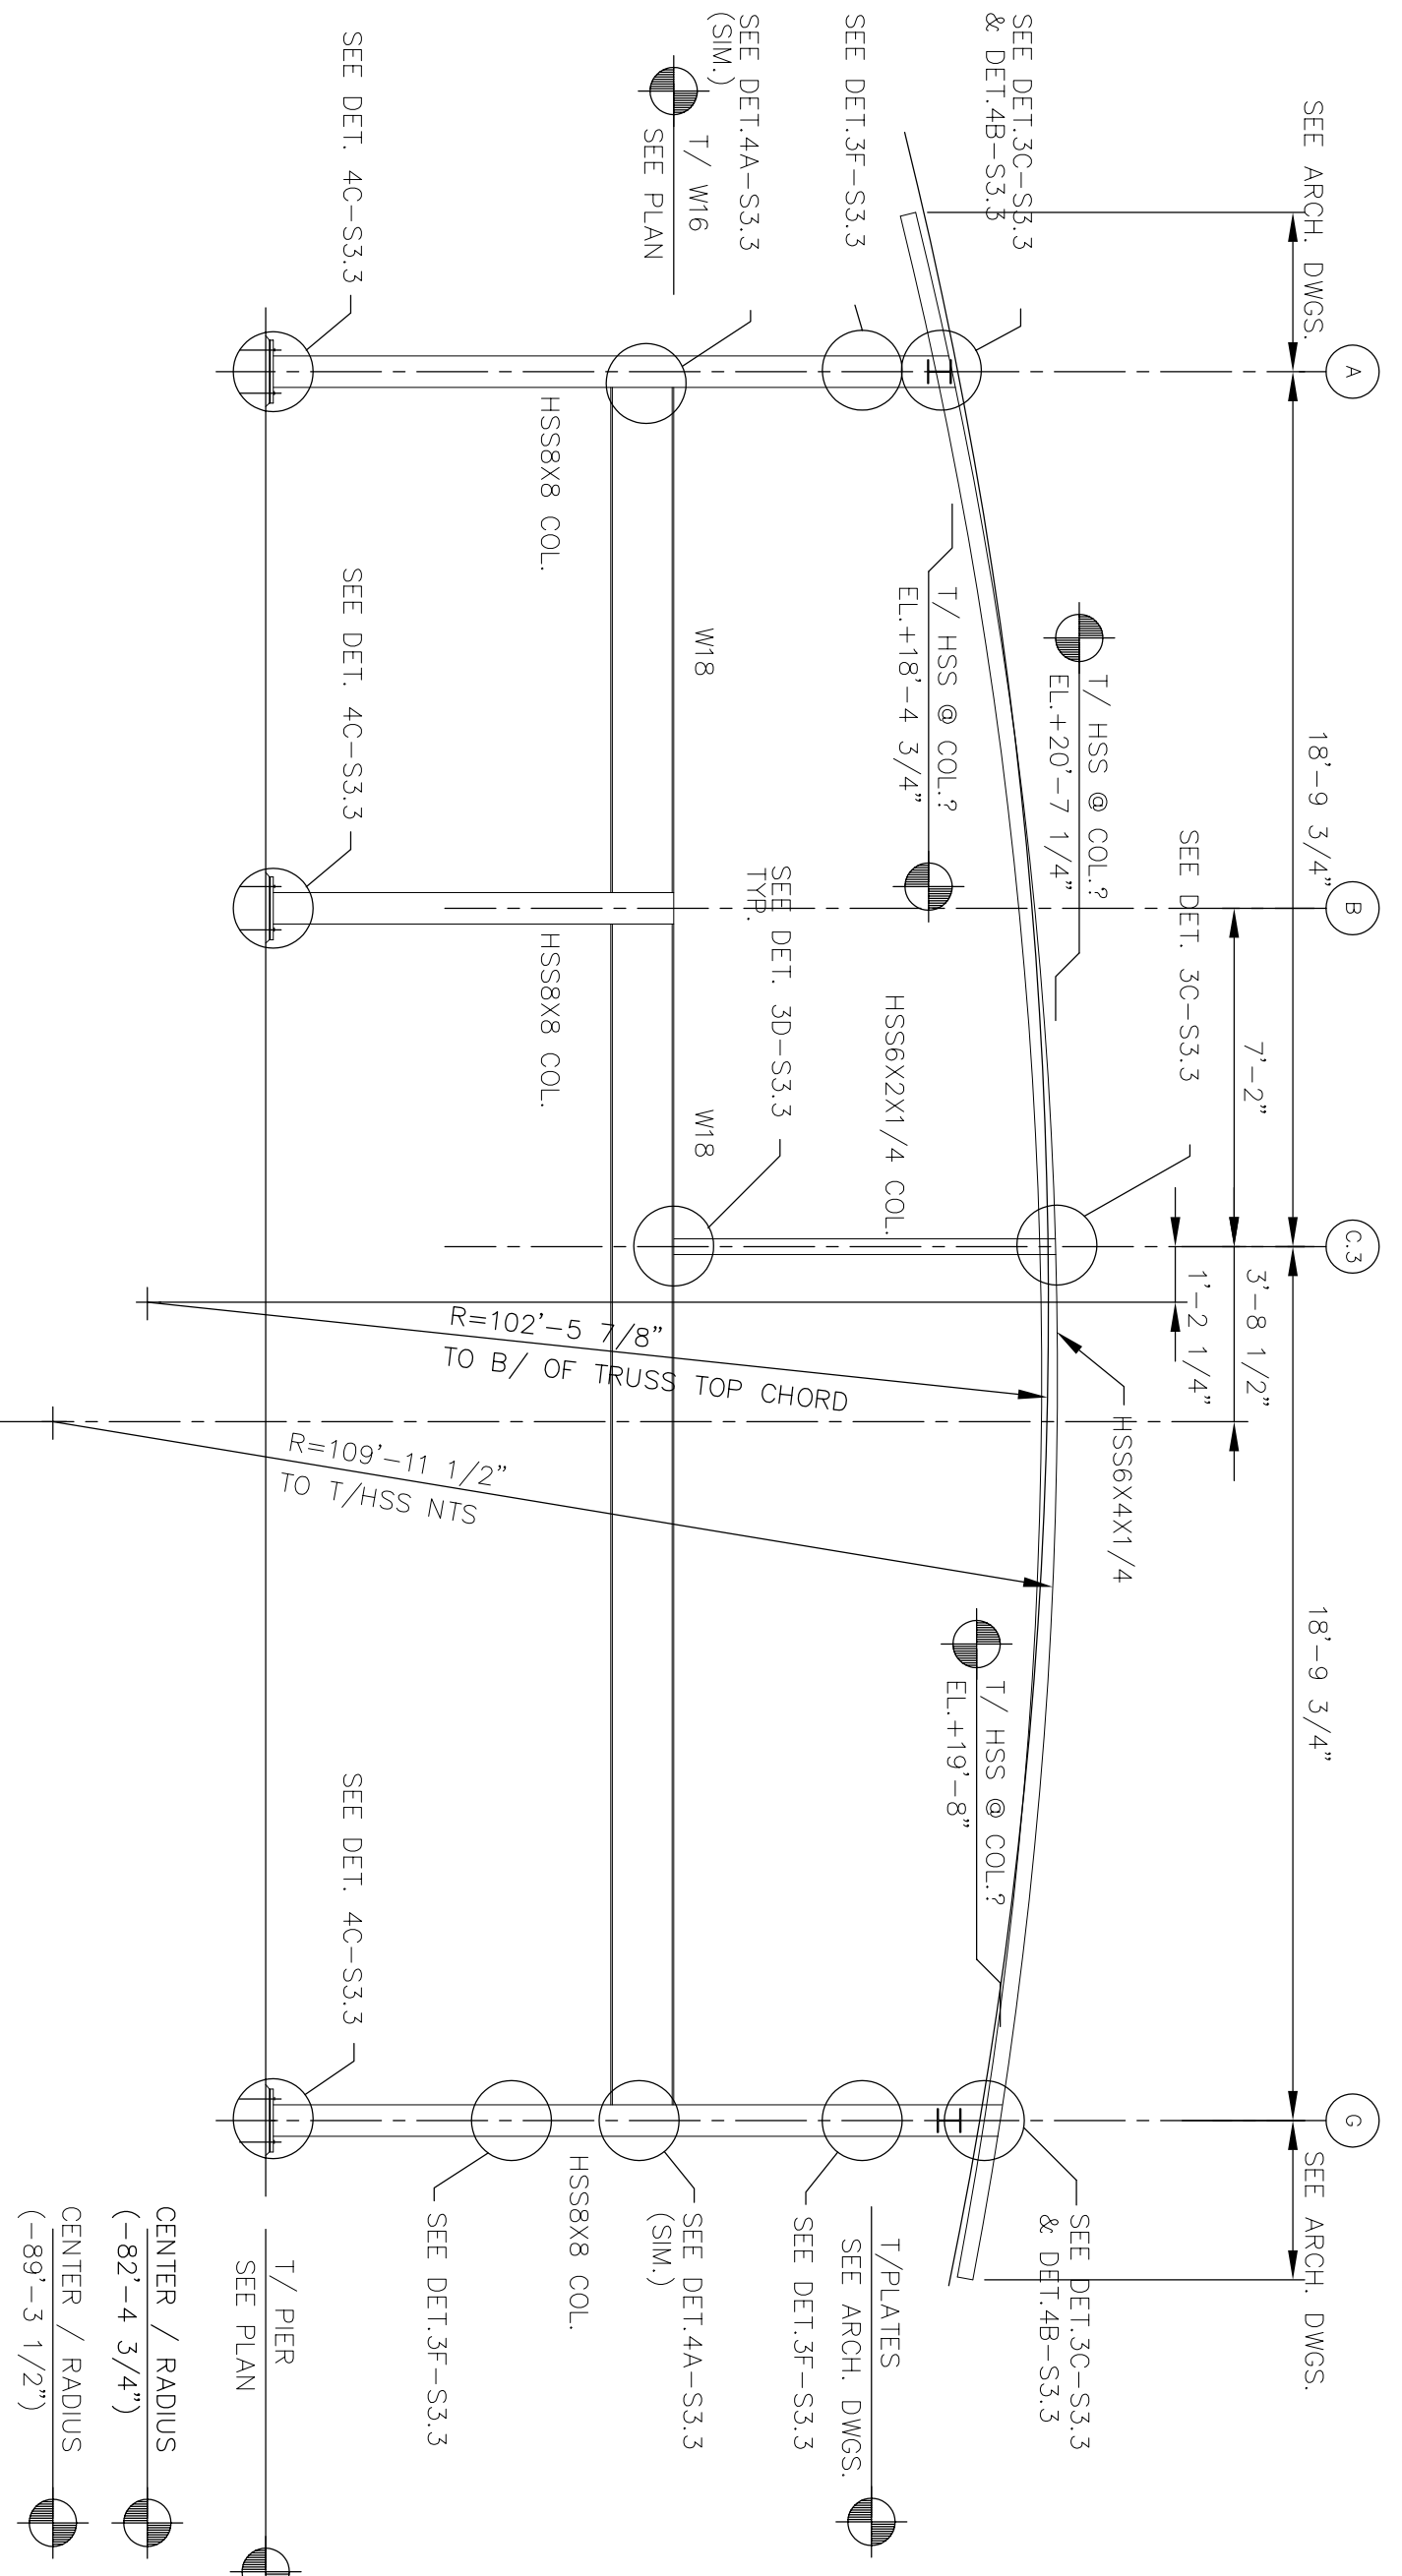 A
B
C.3
G
SEE ARCH. DWGS.
18'-9 3/4"
18'-9 3/4"
SEE ARCH. DWGS.
7'-2"
3'-8 1/2"
1'-2 1/4"
SEE DET.3C-S3.3
& DET.4B-S3.3
SEE DET. 3C-S3.3
HSS6X4X1/4
SEE DET.3C-S3.3
& DET.4B-S3.3
T/ HSS @ COL.?
EL.+20'-7 1/4"
T/ HSS @ COL.?
EL.+18'-4 3/4"
T/ HSS @ COL.?
EL.+19'-8"
SEE DET.3F-S3.3
HSS6X2X1/4 COL.
T/PLATES
SEE ARCH. DWGS.
SEE DET.3F-S3.3
SEE DET.4A-S3.3
(SIM.)
SEE DET. 3D-S3.3
TYP.
T/ W16
SEE PLAN
W18
W18
SEE DET.4A-S3.3
(SIM.)
HSS8X8 COL.
HSS8X8 COL.
HSS8X8 COL.
R=102'-5 7/8"
TO B/ OF TRUSS TOP CHORD
R=109'-11 1/2"
TO T/HSS NTS
SEE DET.3F-S3.3
SEE DET. 4C-S3.3
SEE DET. 4C-S3.3
SEE DET. 4C-S3.3
T/ PIER
SEE PLAN
CENTER / RADIUS
(-82'-4 3/4")
CENTER / RADIUS
(-89'-3 1/2")